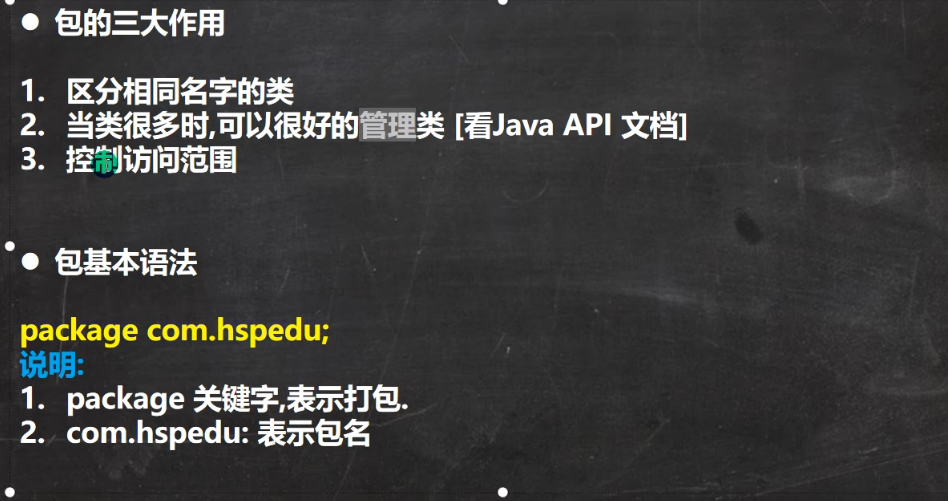 ● 包的三大作用
1. 区分相同名字的类
2. 当类很多时,可以很好的管理类 [看Java API 文档]
3. 控制访问范围
● 包基本语法
package com.hspedu;
说明:
1. package 关键字,表示打包.
2. com.hspedu: 表示包名